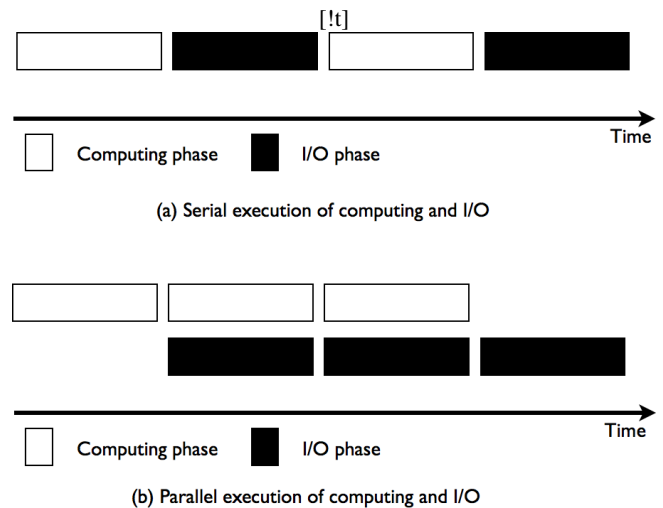 [!t]
Time
Computing phase I/O phase
(a) Serial execution of computing and I/O
Time
Computing phase I/O phase
(b) Parallel execution of computing and I/O